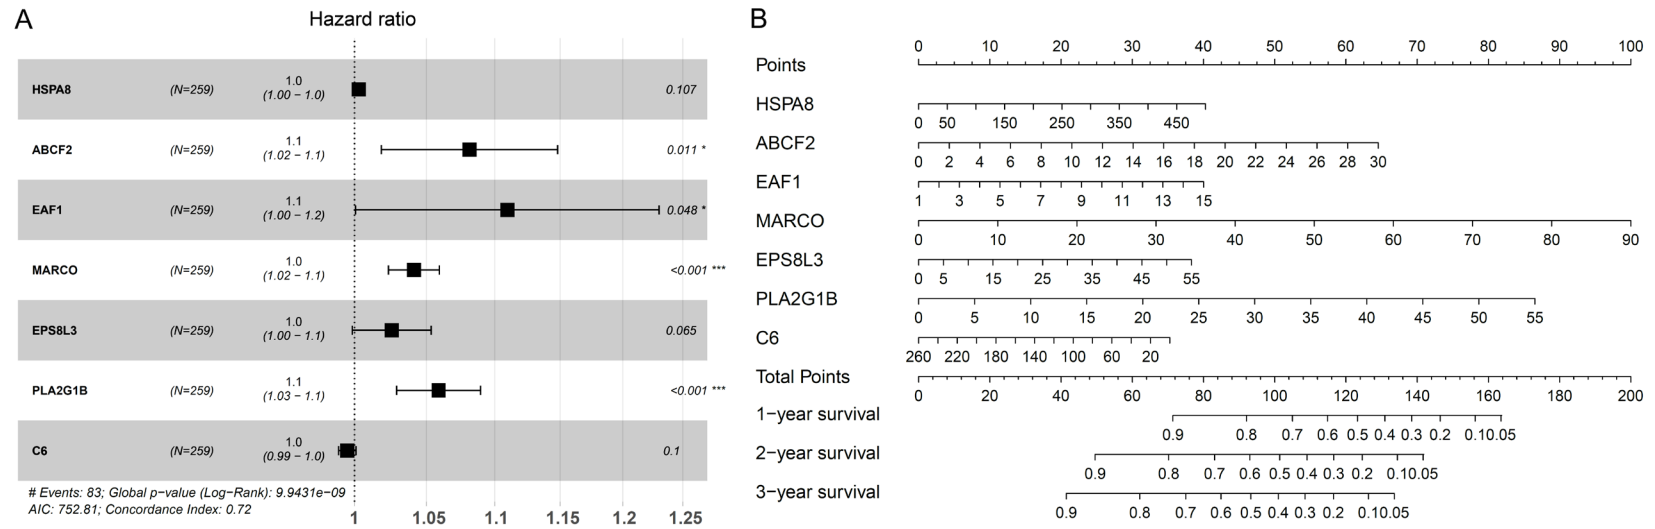 A
Hazard ratio
HSPA8 (N=259) 1.0 (1.00 − 1.0) 0.107
ABCF2 (N=259) 1.1 (1.02 − 1.1) 0.011 *
EAF1 (N=259) 1.1 (1.00 − 1.2) 0.048 *
MARCO (N=259) 1.0 (1.02 − 1.1) <0.001 ***
EPS8L3 (N=259) 1.0 (1.00 − 1.1) 0.065
PLA2G1B (N=259) 1.1 (1.03 − 1.1) <0.001 ***
C6 (N=259) 1.0 (0.99 − 1.0) 0.1
# Events: 83; Global p−value (Log−Rank): 9.9431e−09
AIC: 752.81; Concordance Index: 0.72
1 1.05 1.1 1.15 1.2 1.25
B
0 10 20 30 40 50 60 70 80 90 100
Points
HSPA8
0 50 150 250 350 450
ABCF2
0 2 4 6 8 10 12 14 16 18 20 22 24 26 28 30
EAF1
1 3 5 7 9 11 13 15
MARCO
0 10 20 30 40 50 60 70 80 90
EPS8L3
0 5 15 25 35 45 55
PLA2G1B
0 5 10 15 20 25 30 35 40 45 50 55
C6
260 220 180 140 100 60 20
Total Points
0 20 40 60 80 100 120 140 160 180 200
1−year survival
0.9 0.8 0.7 0.6 0.5 0.4 0.3 0.2 0.1 0.05
2−year survival
0.9 0.8 0.7 0.6 0.5 0.4 0.3 0.2 0.1 0.05
3−year survival
0.9 0.8 0.7 0.6 0.5 0.4 0.3 0.2 0.1 0.05